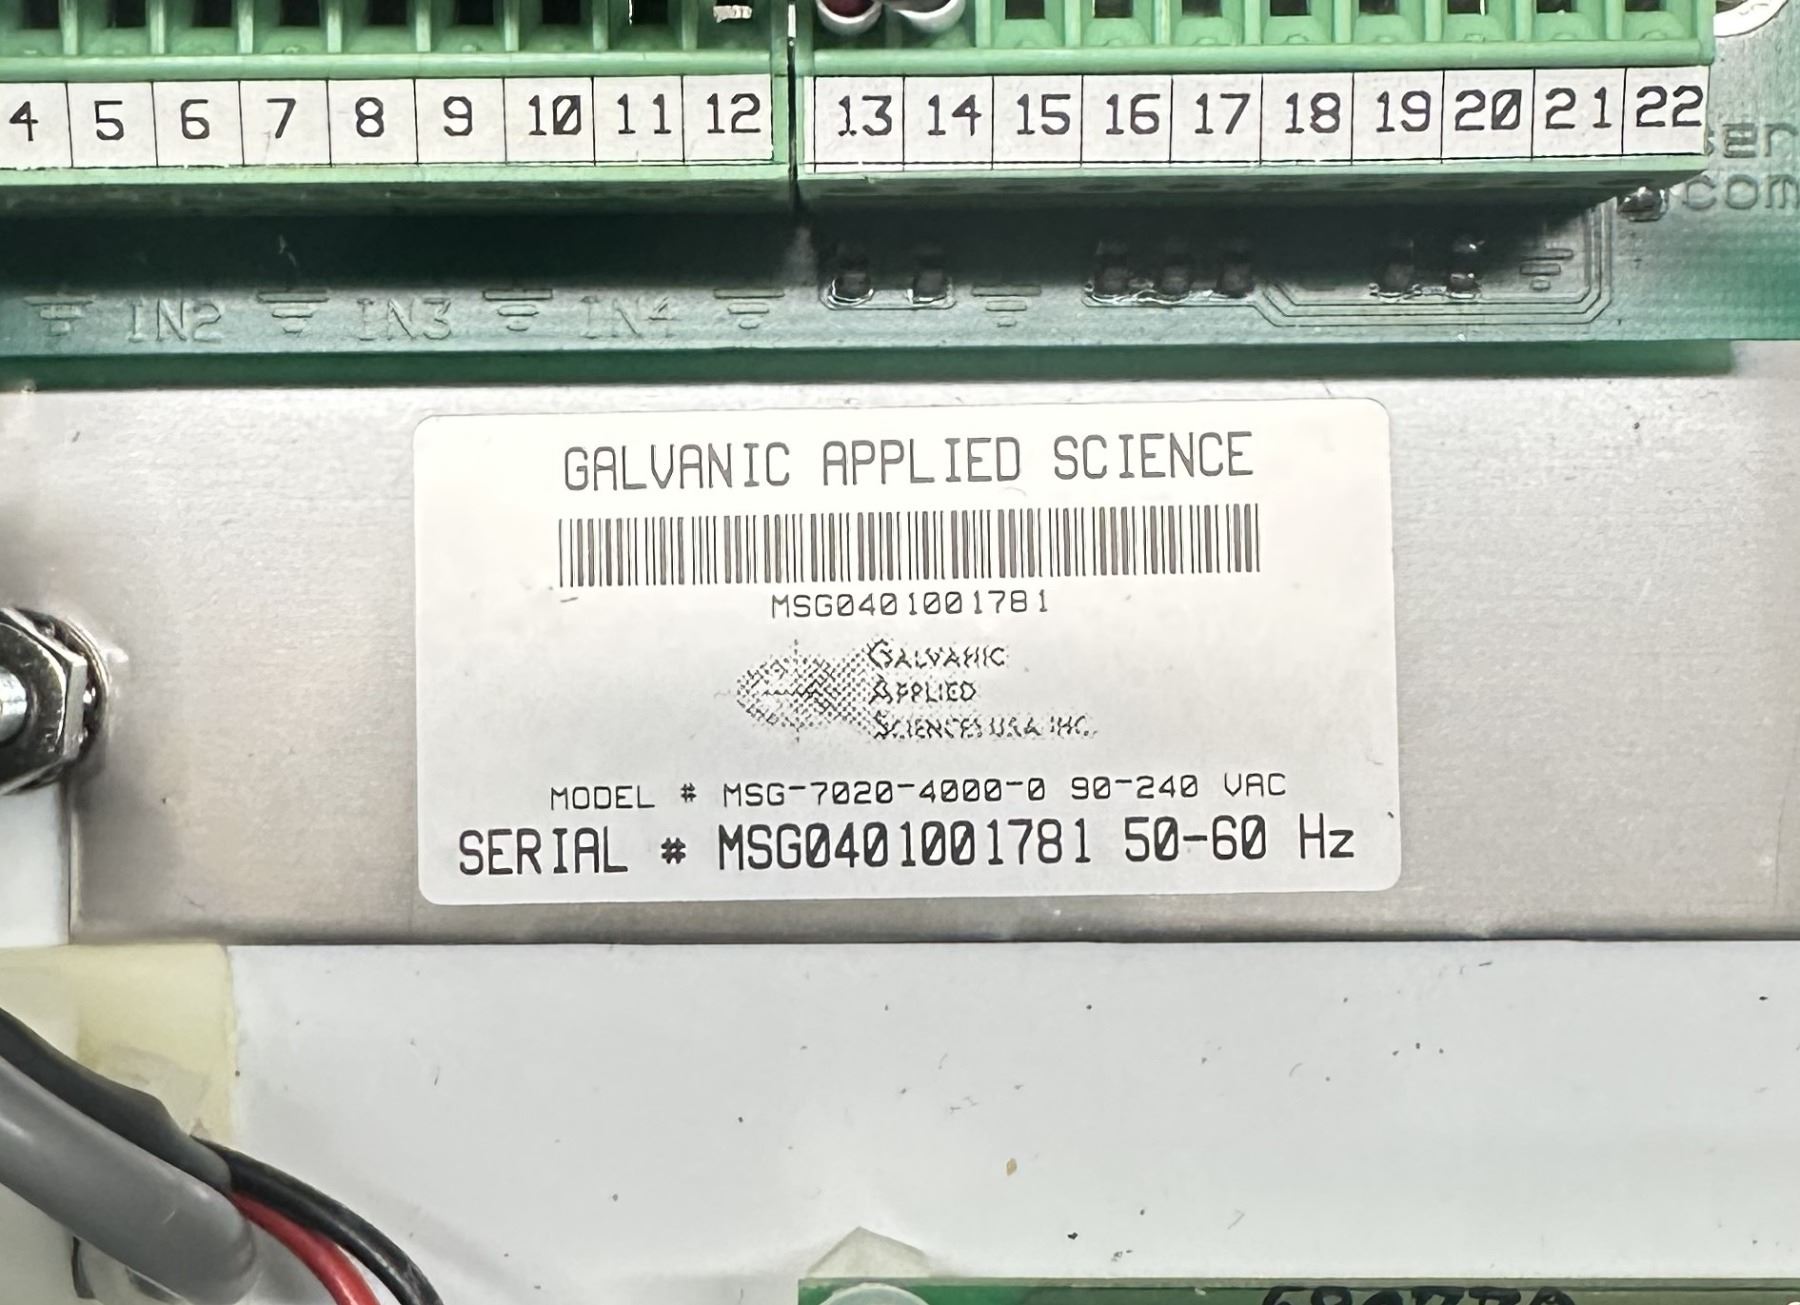 4 5 6 7 8 9 10 11 12 13 14 15 16 17 18 19 20 21 22
com
IN2 IN3 IN4
GALVANIC APPLIED SCIENCE
MSG0401001781
GALVANIC
APPLIED
SCIENCES USA INC.
MODEL # MSG-7020-4000-0 90-240 VAC
SERIAL # MSG0401001781 50-60 Hz